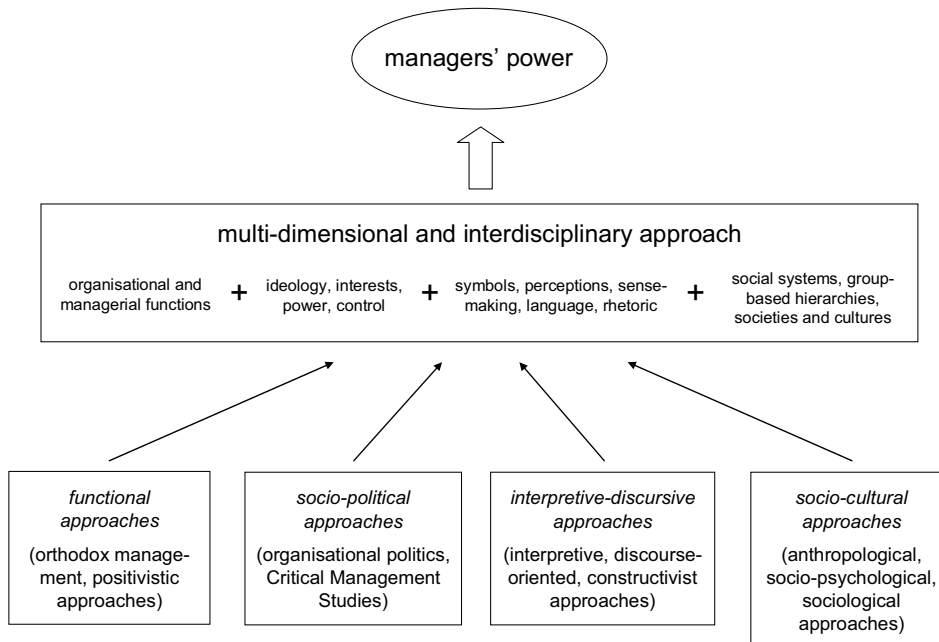 managers’ power
multi-dimensional and interdisciplinary approach
organisational and
managerial functions
+
ideology, interests,
power, control
+
symbols, perceptions, sense-
making, language, rhetoric
+
social systems, group-
based hierarchies,
societies and cultures
functional
approaches
(orthodox manage-
ment, positivistic
approaches)
socio-political
approaches
(organisational politics,
Critical Management
Studies)
interpretive-discursive
approaches
(interpretive, discourse-
oriented, constructivist
approaches)
socio-cultural
approaches
(anthropological,
socio-psychological,
sociological
approaches)